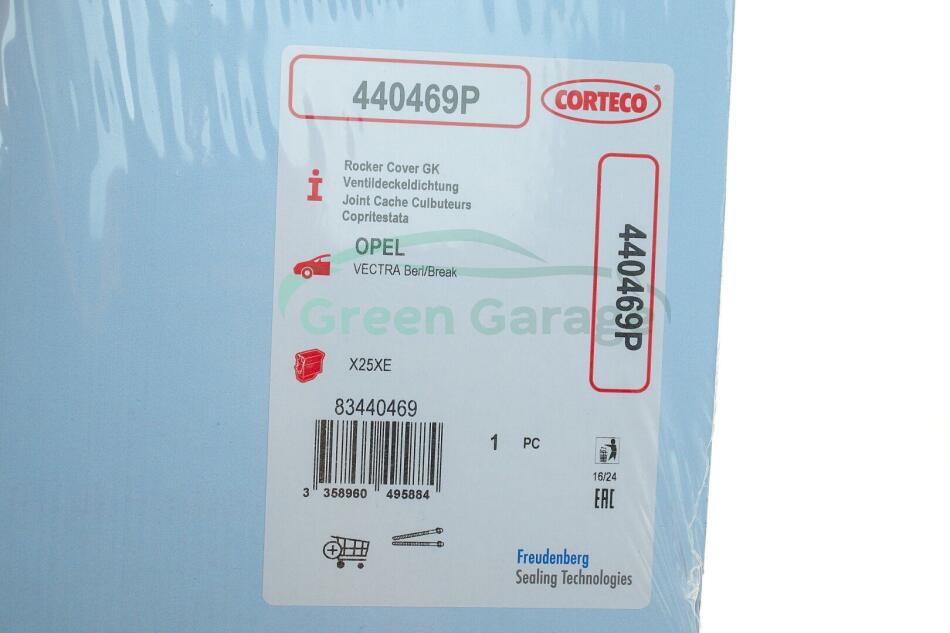 440469P
CORTECO®
Rocker Cover GK
Ventildeckeldichtung
Joint Cache Culbuteurs
Copritestata
440469P
OPEL
VECTRA Berl/Break
Green Garage
X25XE
83440469
1 PC
3 358960 495884
16/24
EAC
Freudenberg
Sealing Technologies